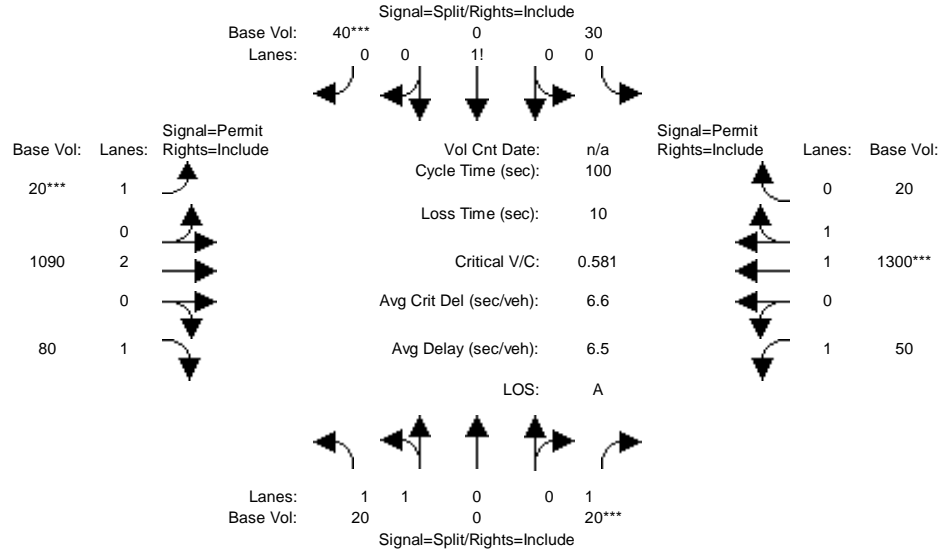 Signal=Split/Rights=Include
Base Vol: 40*** 0 30
Lanes: 0 0 1! 0 0
Signal=Permit
Base Vol: Lanes: Rights=Include
20*** 1
0
1090 2
0
80 1
Vol Cnt Date: n/a
Cycle Time (sec): 100
Loss Time (sec): 10
Critical V/C: 0.581
Avg Crit Del (sec/veh): 6.6
Avg Delay (sec/veh): 6.5
LOS: A
Signal=Permit
Rights=Include Lanes: Base Vol:
0 20
1
1 1300***
0
1 50
Lanes: 1 1 0 0 1
Base Vol: 20 0 20***
Signal=Split/Rights=Include